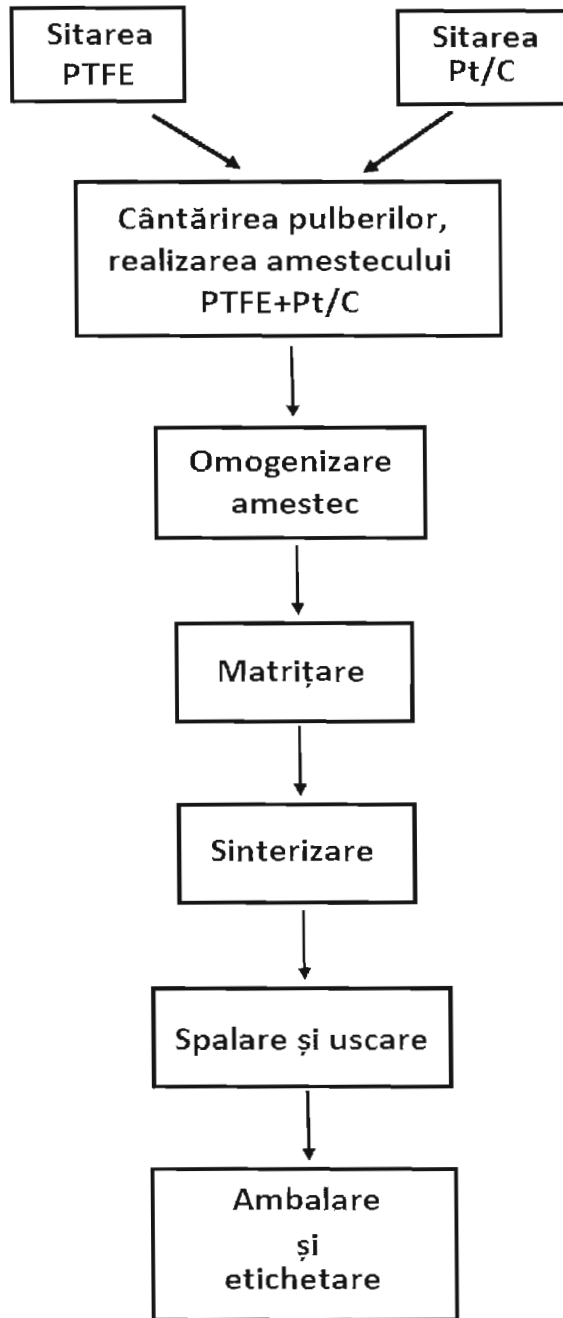 Sitarea
PTFE
Sitarea
Pt/C
Cântărirea pulberilor,
realizarea amestecului
PTFE+Pt/C
Omogenizare
amestec
Matrițare
Sinterizare
Spalare și uscare
Ambalare
și
etichetare